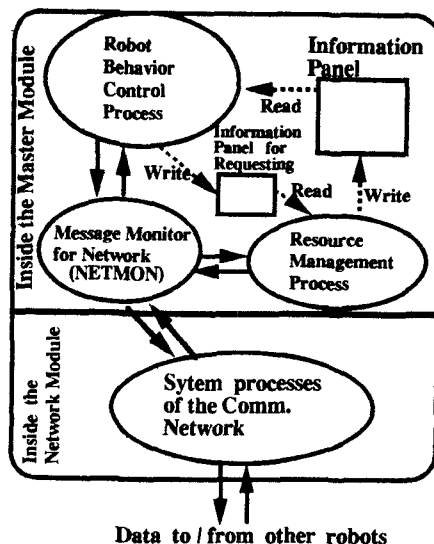 Robot
Behavior
Control
Process
Information
Panel
Read
Information
Panel for
Requesting
Write
Read
Write
Message Monitor
for Network
(NETMON)
Resource
Management
Process
Inside the Master Module
Sytem processes
of the Comm.
Network
Inside the
Network Module
Data to / from other robots